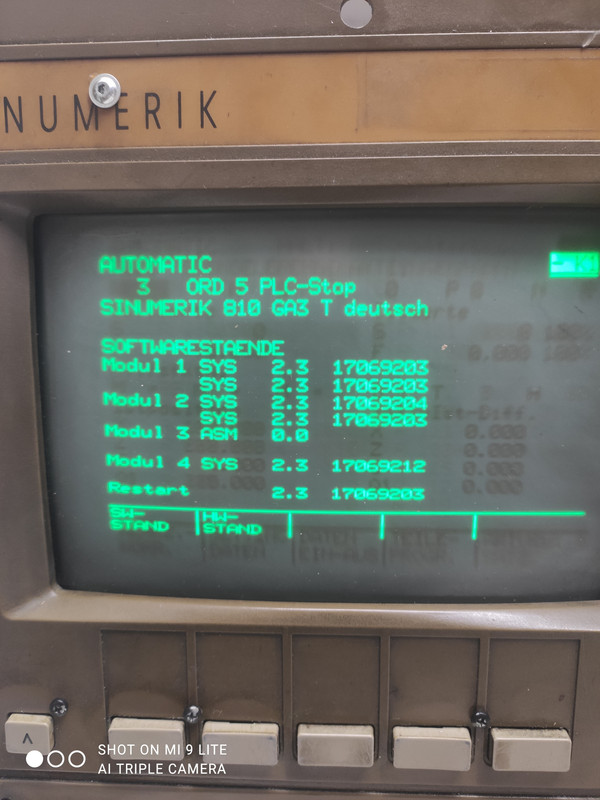 NUMERIK
AUTOMATIC
3 ORD 5 PLC-Stop
SINUMERIK 810 GA3 T deutsch
SOFTWARESTAENDE
Modul 1 SYS 2.3 17069203
SYS 2.3 17069203
Modul 2 SYS 2.3 17069204
SYS 2.3 17069203
Modul 3 ASM 0.0
Modul 4 SYS 2.3 17069212
Restart 2.3 17069203
SW-STAND HW-STAND
^
SHOT ON MI 9 LITE
AI TRIPLE CAMERA